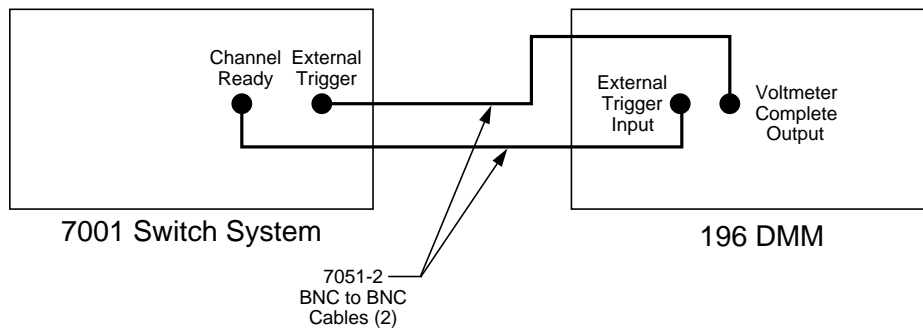 Channel
Ready
External
Trigger
External
Trigger
Input
Voltmeter
Complete
Output
7001 Switch System
196 DMM
7051-2
BNC to BNC
Cables (2)